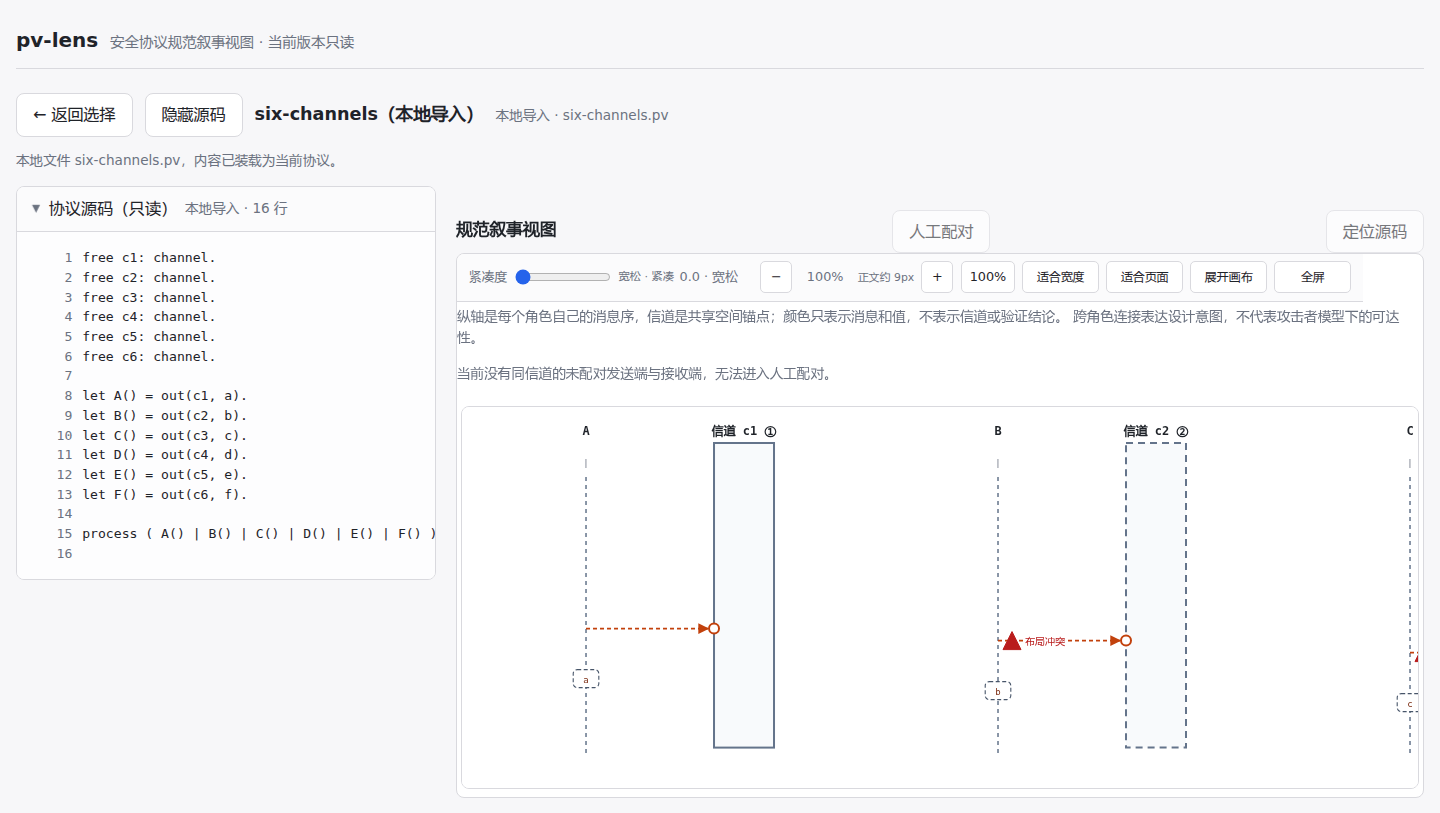 pv-lens 安全协议规范叙事视图 · 当前版本只读
← 返回选择 隐藏源码 six-channels（本地导入） 本地导入 · six-channels.pv
本地文件 six-channels.pv，内容已装载为当前协议。
▼ 协议源码（只读） 本地导入 · 16 行
1 free c1: channel.
2 free c2: channel.
3 free c3: channel.
4 free c4: channel.
5 free c5: channel.
6 free c6: channel.
7
8 let A() = out(c1, a).
9 let B() = out(c2, b).
10 let C() = out(c3, c).
11 let D() = out(c4, d).
12 let E() = out(c5, e).
13 let F() = out(c6, f).
14
15 process ( A() | B() | C() | D() | E() | F() )
16
规范叙事视图 人工配对 定位源码
紧凑度 宽松 · 紧凑 0.0 · 宽松 − 100% 正文约 9px + 100% 适合宽度 适合页面 展开画布 全屏
纵轴是每个角色自己的消息序，信道是共享空间锚点；颜色只表示消息和值，不表示信道或验证结论。 跨角色连接表达设计意图，不代表攻击者模型下的可达
性。
当前没有同信道的未配对发送端与接收端，无法进入人工配对。
A 信道 c1 ① B 信道 c2 ② C
布局冲突
a
b
c